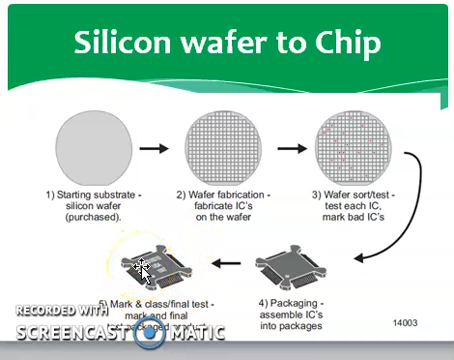 Silicon wafer to Chip
1) Starting substrate -
silicon wafer
(purchased).
2) Wafer fabrication -
fabricate IC's
on the wafer
3) Wafer sort/test -
test each IC,
mark bad IC's
5) Mark & class/final test -
mark and final
packaged
4) Packaging -
assemble IC's
into packages
14003
RECORDED WITH
SCREENCAST MATIC